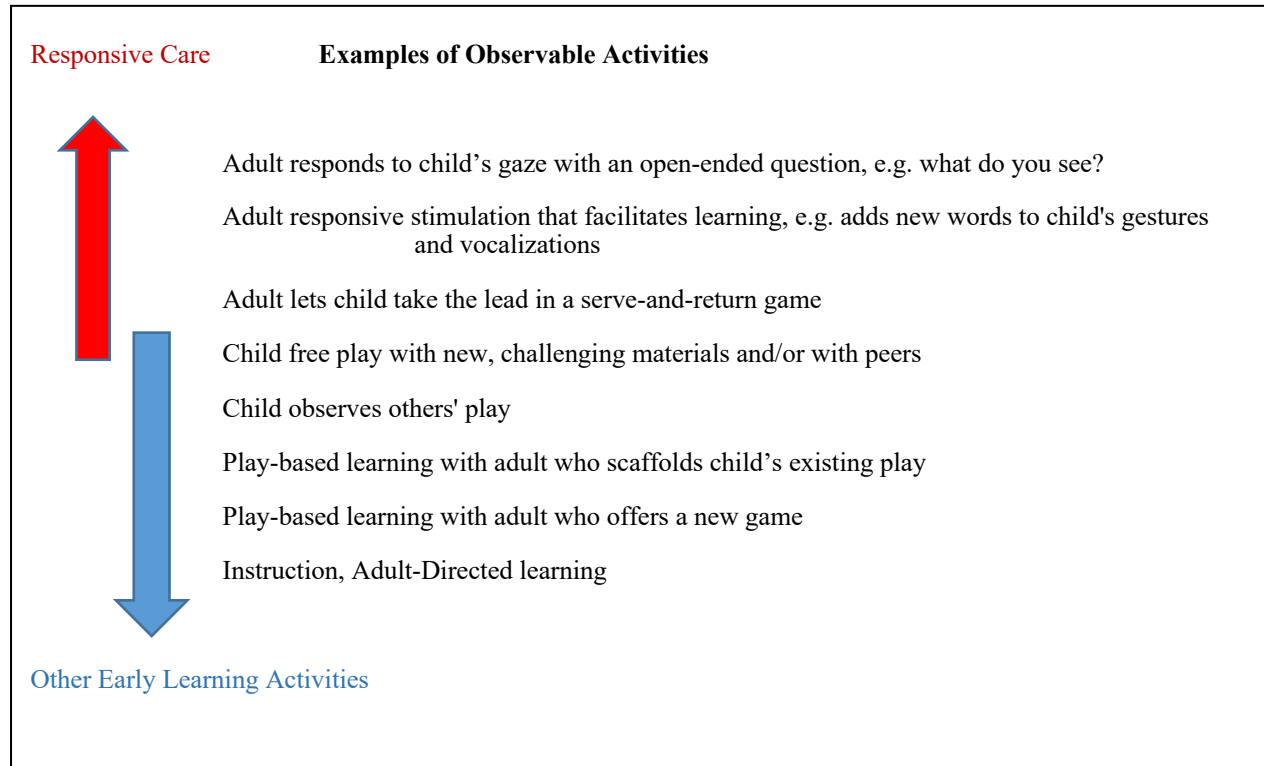 Responsive Care Examples of Observable Activities
Adult responds to child’s gaze with an open-ended question, e.g. what do you see?
Adult responsive stimulation that facilitates learning, e.g. adds new words to child's gestures
and vocalizations
Adult lets child take the lead in a serve-and-return game
Child free play with new, challenging materials and/or with peers
Child observes others' play
Play-based learning with adult who scaffolds child’s existing play
Play-based learning with adult who offers a new game
Instruction, Adult-Directed learning
Other Early Learning Activities